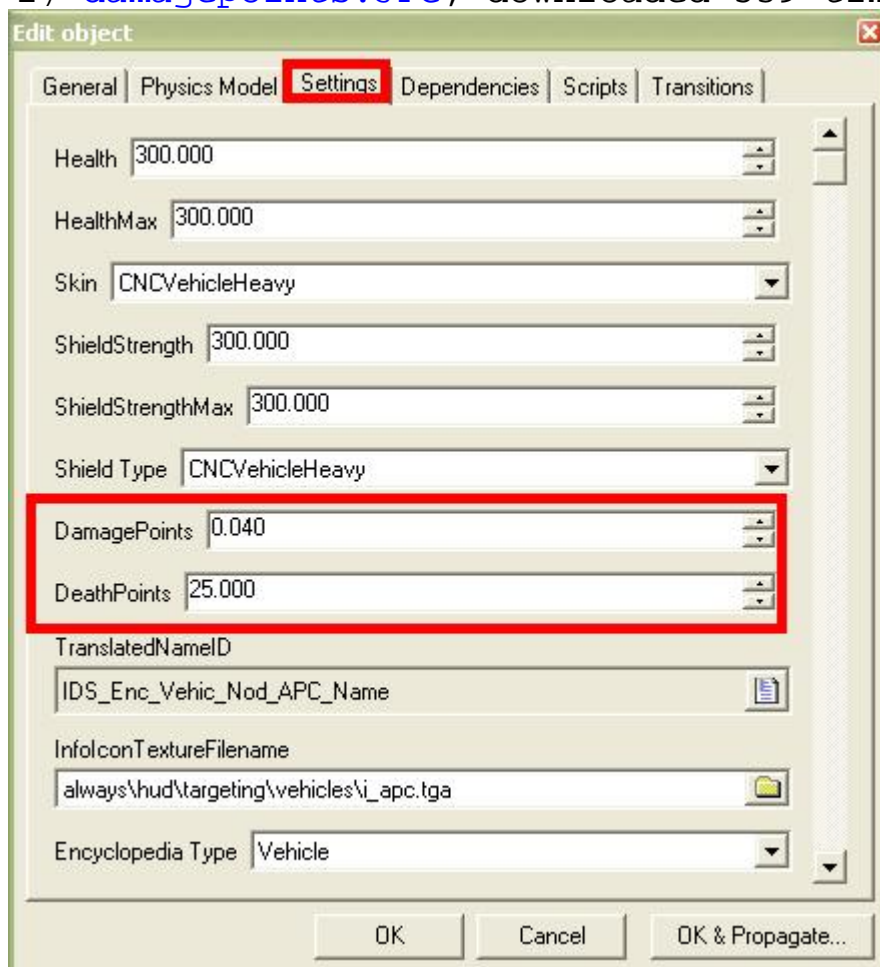 Edit object
General Physics Model Settings Dependencies Scripts Transitions
Health 300.000
HealthMax 300.000
Skin CNCVehicleHeavy
ShieldStrength 300.000
ShieldStrengthMax 300.000
Shield Type CNCVehicleHeavy
DamagePoints 0.040
DeathPoints 25.000
TranslatedNameID
IDS_Enc_Vehic_Nod_APC_Name
InfoIconTextureFilename
always\hud\targeting\vehicles\i_apc.tga
Encyclopedia Type Vehicle
OK Cancel OK & Propagate...